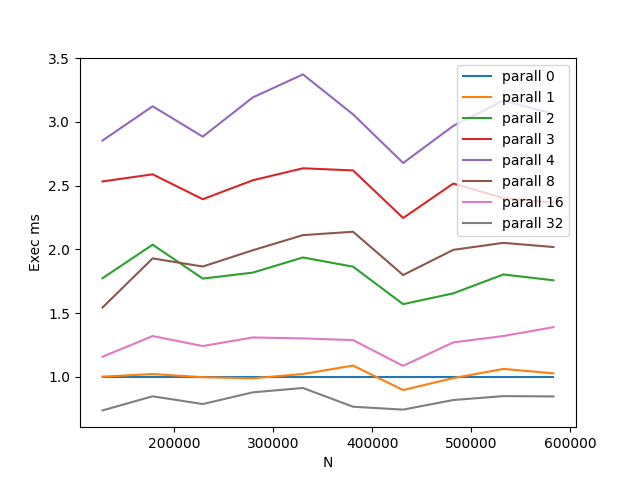 3.5
3.0
2.5
2.0
1.5
1.0
Exec ms
200000 300000 400000 500000 600000
N
parall 0
parall 1
parall 2
parall 3
parall 4
parall 8
parall 16
parall 32